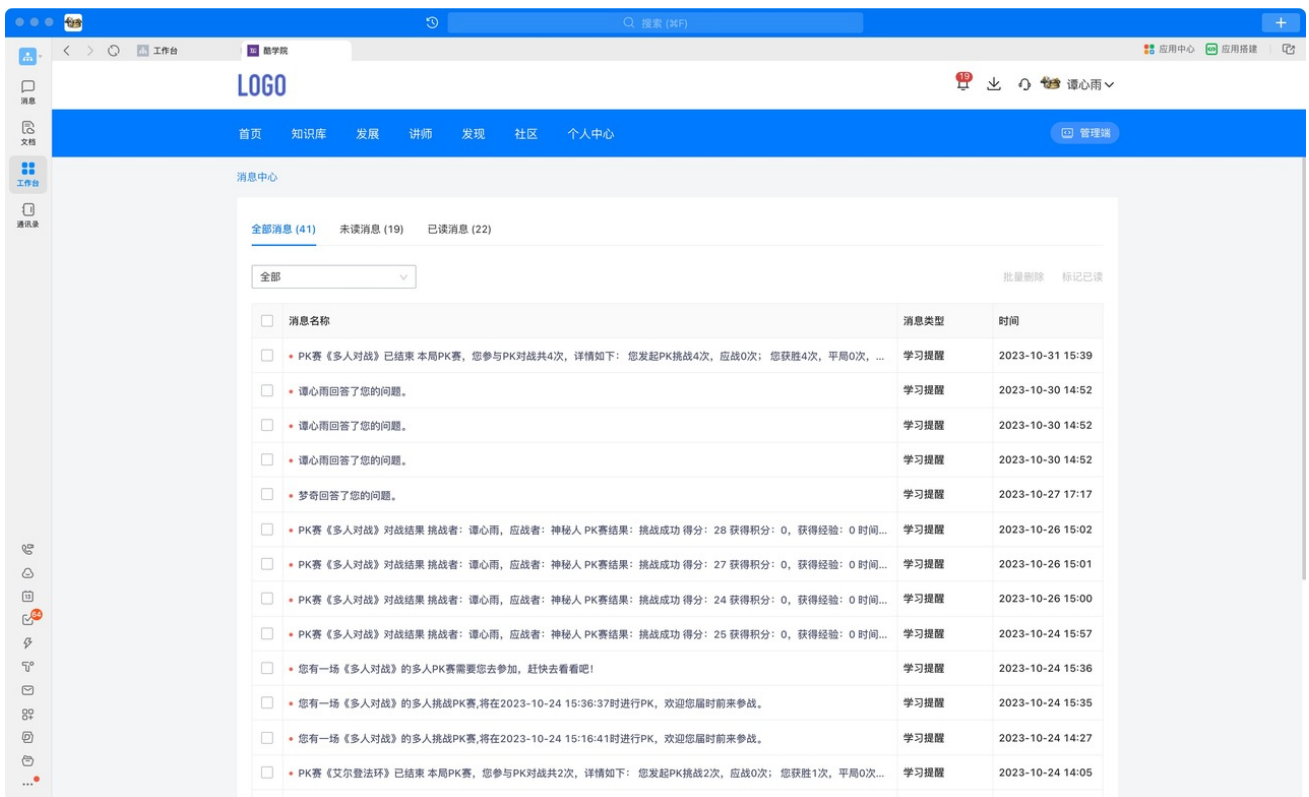 搜索 (⌘F)
工作台
酷学院
应用中心
应用搭建
消息
文档
工作台
通讯录
64
LOGO
19
谭心雨
首页 知识库 发展 讲师 发现 社区 个人中心
管理端
消息中心
全部消息 (41) 未读消息 (19) 已读消息 (22)
全部
批量删除 标记已读
消息名称 消息类型 时间
PK赛《多人对战》已结束 本局PK赛，您参与PK对战共4次，详情如下： 您发起PK挑战4次，应战0次； 您获胜4次，平局0次，... 学习提醒 2023-10-31 15:39
谭心雨回答了您的问题。 学习提醒 2023-10-30 14:52
谭心雨回答了您的问题。 学习提醒 2023-10-30 14:52
谭心雨回答了您的问题。 学习提醒 2023-10-30 14:52
梦奇回答了您的问题。 学习提醒 2023-10-27 17:17
PK赛《多人对战》对战结果 挑战者：谭心雨，应战者：神秘人 PK赛结果：挑战成功 得分：28 获得积分：0，获得经验：0 时间... 学习提醒 2023-10-26 15:02
PK赛《多人对战》对战结果 挑战者：谭心雨，应战者：神秘人 PK赛结果：挑战成功 得分：27 获得积分：0，获得经验：0 时间... 学习提醒 2023-10-26 15:01
PK赛《多人对战》对战结果 挑战者：谭心雨，应战者：神秘人 PK赛结果：挑战成功 得分：24 获得积分：0，获得经验：0 时间... 学习提醒 2023-10-26 15:00
PK赛《多人对战》对战结果 挑战者：谭心雨，应战者：神秘人 PK赛结果：挑战成功 得分：25 获得积分：0，获得经验：0 时间... 学习提醒 2023-10-24 15:57
您有一场《多人对战》的多人PK赛需要您去参加，赶快去看看吧！ 学习提醒 2023-10-24 15:36
您有一场《多人对战》的多人挑战PK赛,将在2023-10-24 15:36:37时进行PK，欢迎您届时前来参战。 学习提醒 2023-10-24 15:35
您有一场《多人对战》的多人挑战PK赛,将在2023-10-24 15:16:41时进行PK，欢迎您届时前来参战。 学习提醒 2023-10-24 14:27
PK赛《艾尔登法环》已结束 本局PK赛，您参与PK对战共2次，详情如下： 您发起PK挑战2次，应战0次； 您获胜1次，平局0次... 学习提醒 2023-10-24 14:05